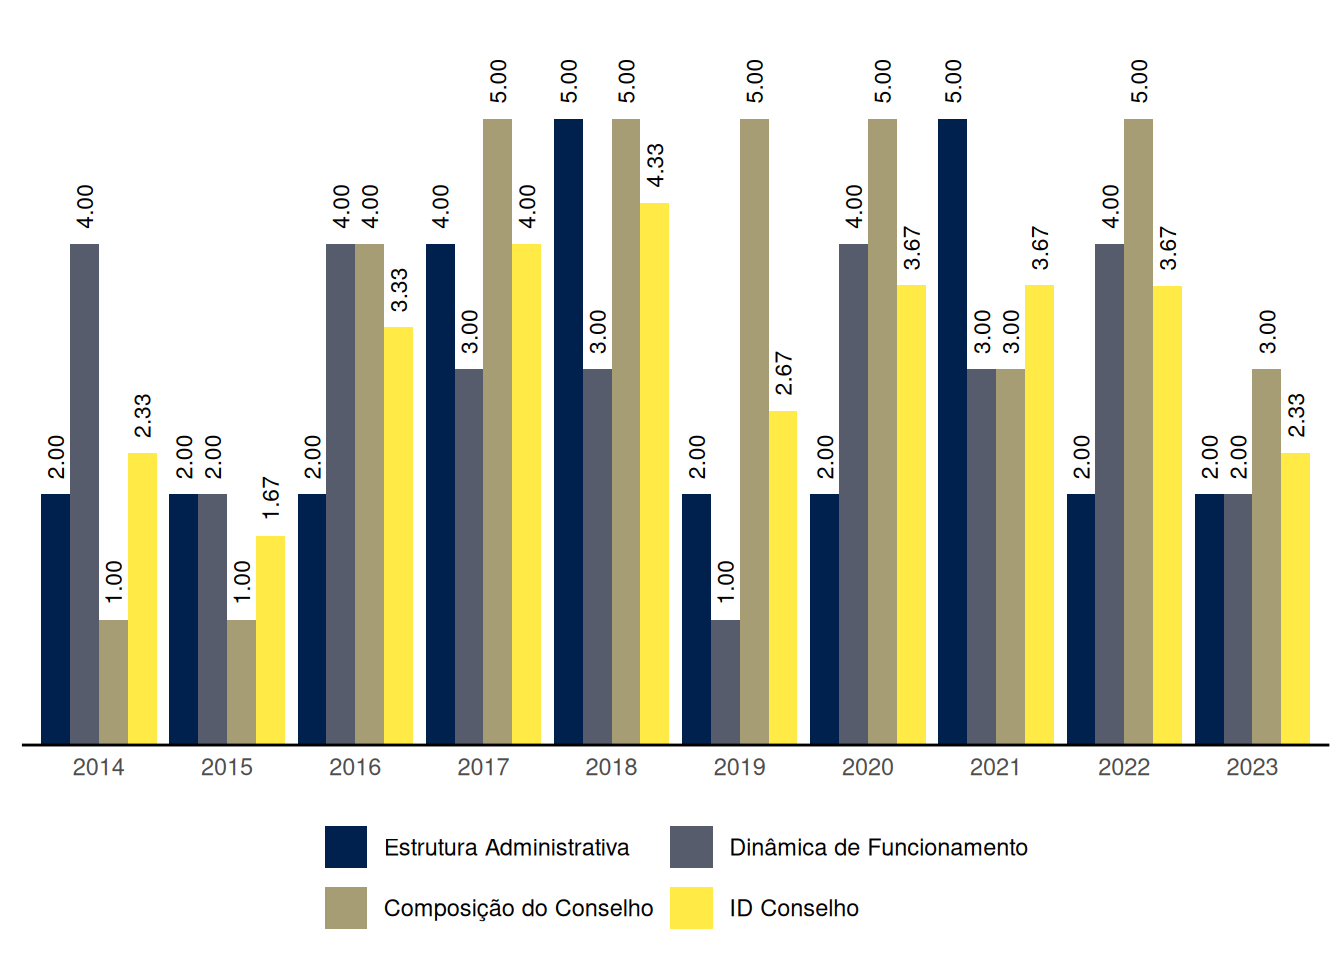 2.00 4.00 1.00 2.33 2.00 2.00 1.00 1.67 2.00 4.00 4.00 3.33 4.00 3.00 5.00 4.00 5.00 3.00 5.00 4.33 2.00 1.00 5.00 2.67 2.00 4.00 5.00 3.67 5.00 3.00 3.00 3.67 2.00 4.00 5.00 3.67 2.00 2.00 3.00 2.33
2014 2015 2016 2017 2018 2019 2020 2021 2022 2023
Estrutura Administrativa Dinâmica de Funcionamento
Composição do Conselho ID Conselho